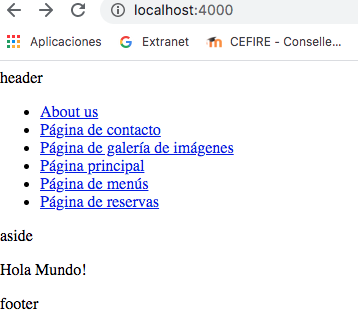 localhost:4000
Aplicaciones Extranet CEFIRE - Conselle...
header
About us
Página de contacto
Página de galería de imágenes
Página principal
Página de menús
Página de reservas
aside
Hola Mundo!
footer